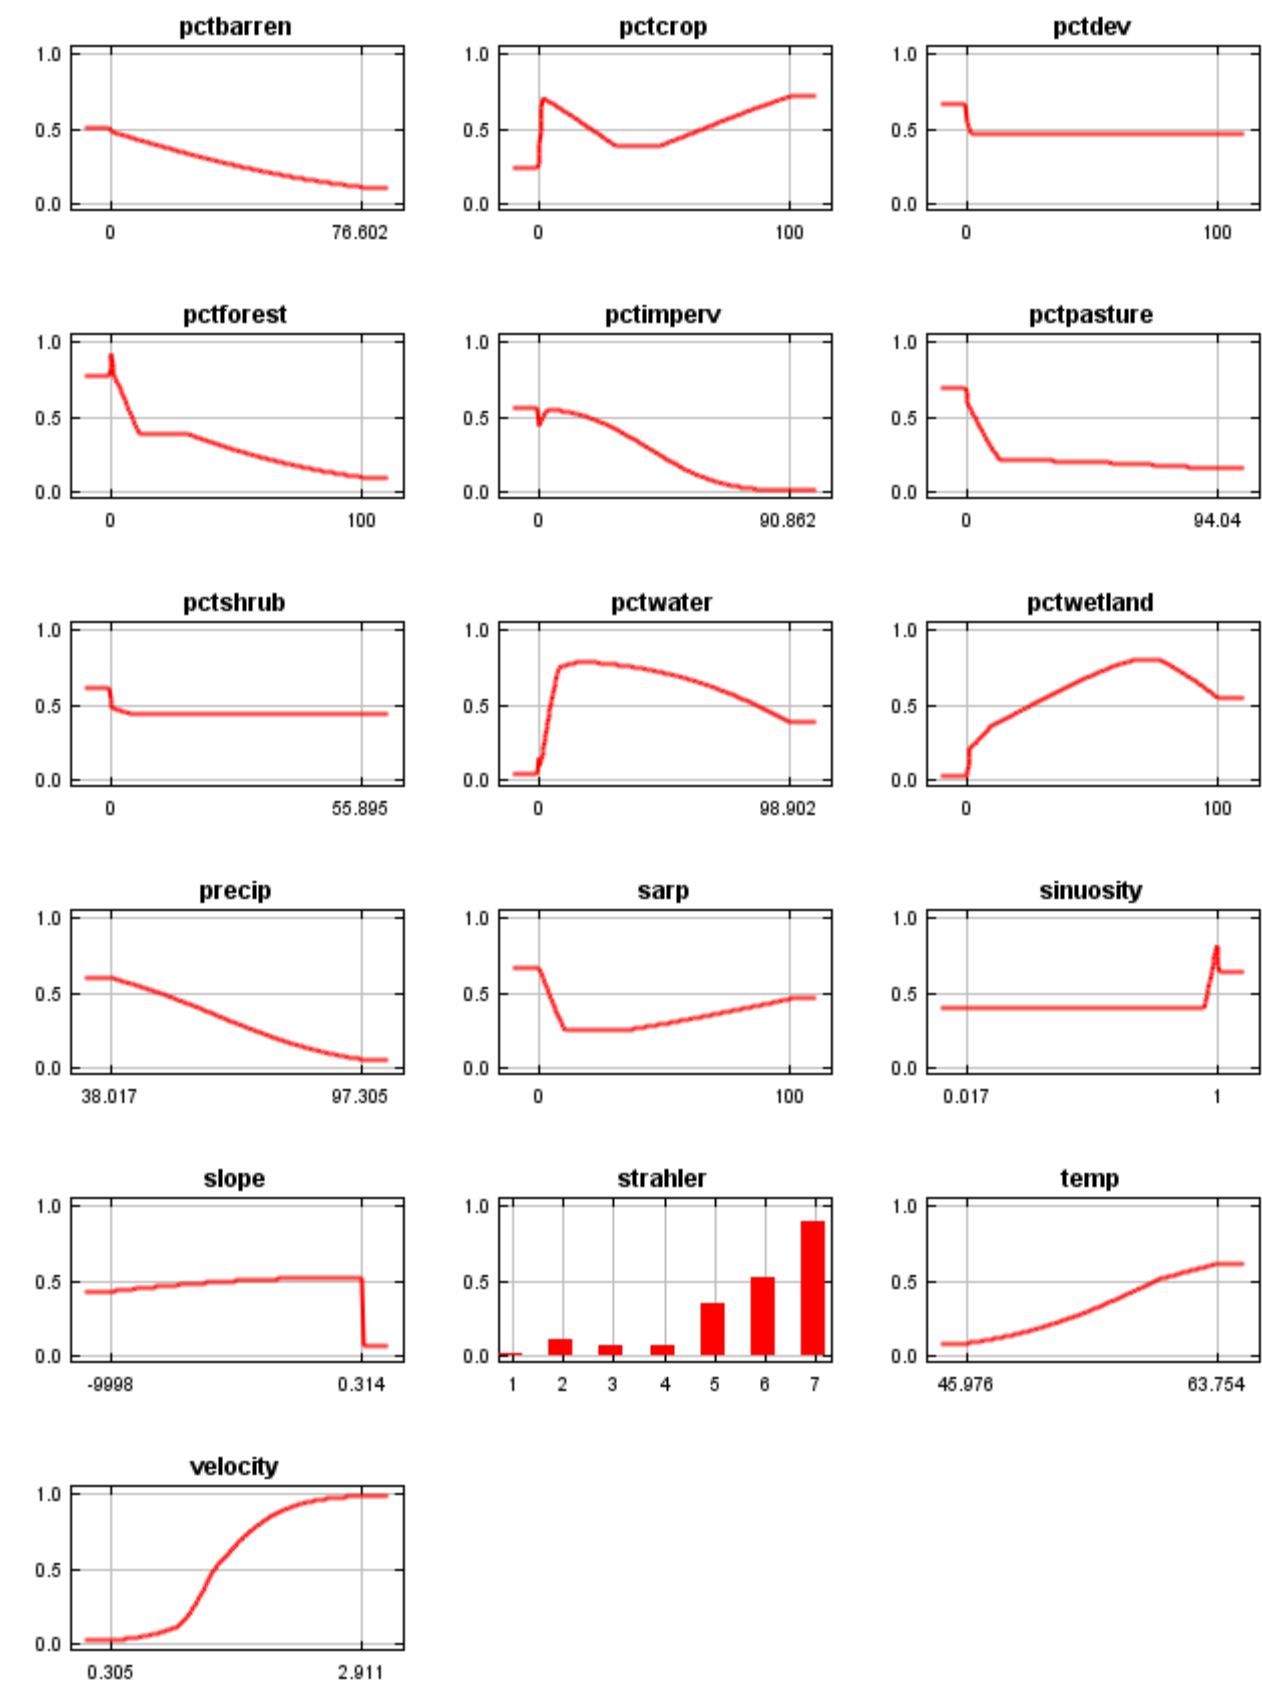 pctbarren pctcrop pctdev
1.0 1.0 1.0
0.5 0.5 0.5
0.0 0.0 0.0
0 76.602 0 100 0 100
pctforest pctimperv pctpasture
1.0 1.0 1.0
0.5 0.5 0.5
0.0 0.0 0.0
0 100 0 90.862 0 94.04
pctshrub pctwater pctwetland
1.0 1.0 1.0
0.5 0.5 0.5
0.0 0.0 0.0
0 55.895 0 98.902 0 100
precip sarp sinuosity
1.0 1.0 1.0
0.5 0.5 0.5
0.0 0.0 0.0
38.017 97.305 0 100 0.017 1
slope strahler temp
1.0 1.0 1.0
0.5 0.5 0.5
0.0 0.0 0.0
-9998 0.314 1 2 3 4 5 6 7 45.976 63.754
velocity
1.0
0.5
0.0
0.305 2.911